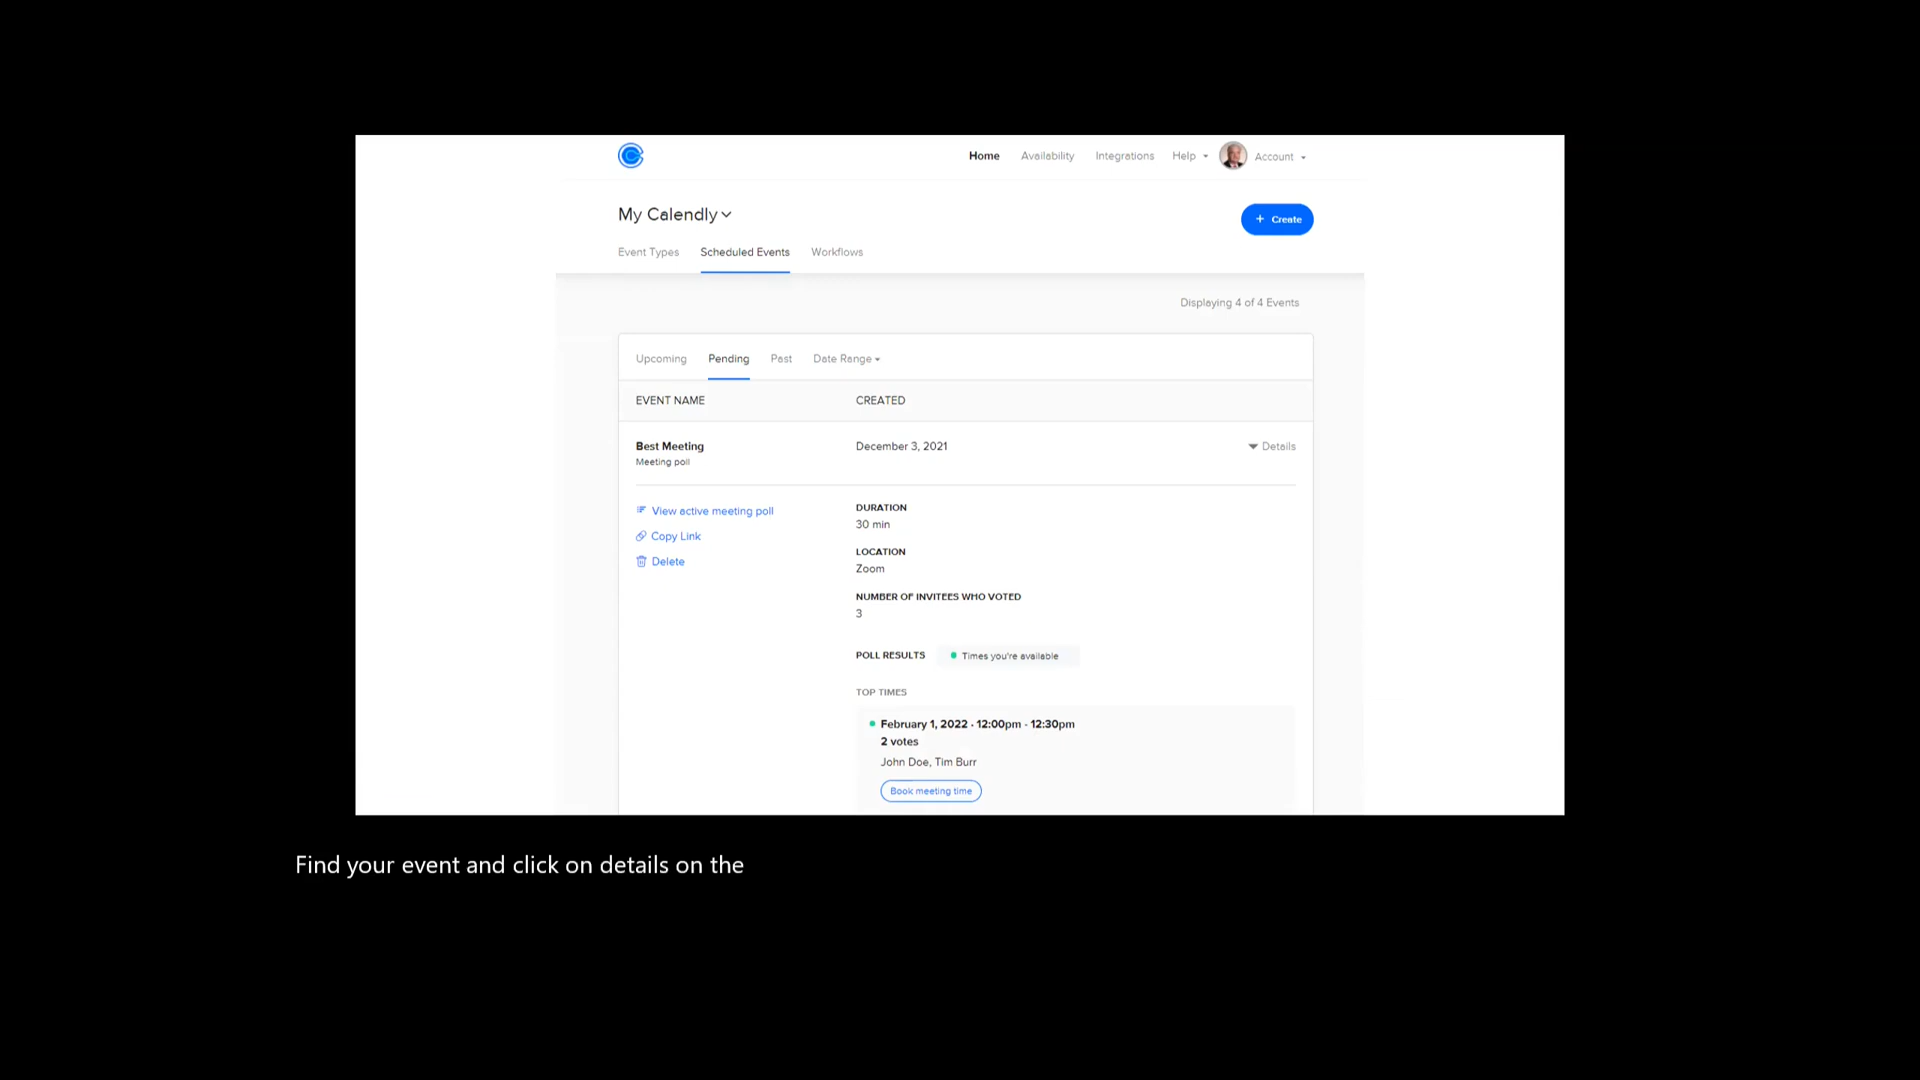 Home Availability Integrations Help Account
My Calendly
+ Create
Event Types Scheduled Events Workflows
Displaying 4 of 4 Events
Upcoming Pending Past Date Range
EVENT NAME CREATED
Best Meeting December 3, 2021 Details
Meeting poll
View active meeting poll
Copy Link
Delete
DURATION
30 min
LOCATION
Zoom
NUMBER OF INVITEES WHO VOTED
3
POLL RESULTS Times you're available
TOP TIMES
February 1, 2022 - 12:00pm - 12:30pm
2 votes
John Doe, Tim Burr
Book meeting time
Find your event and click on details on the